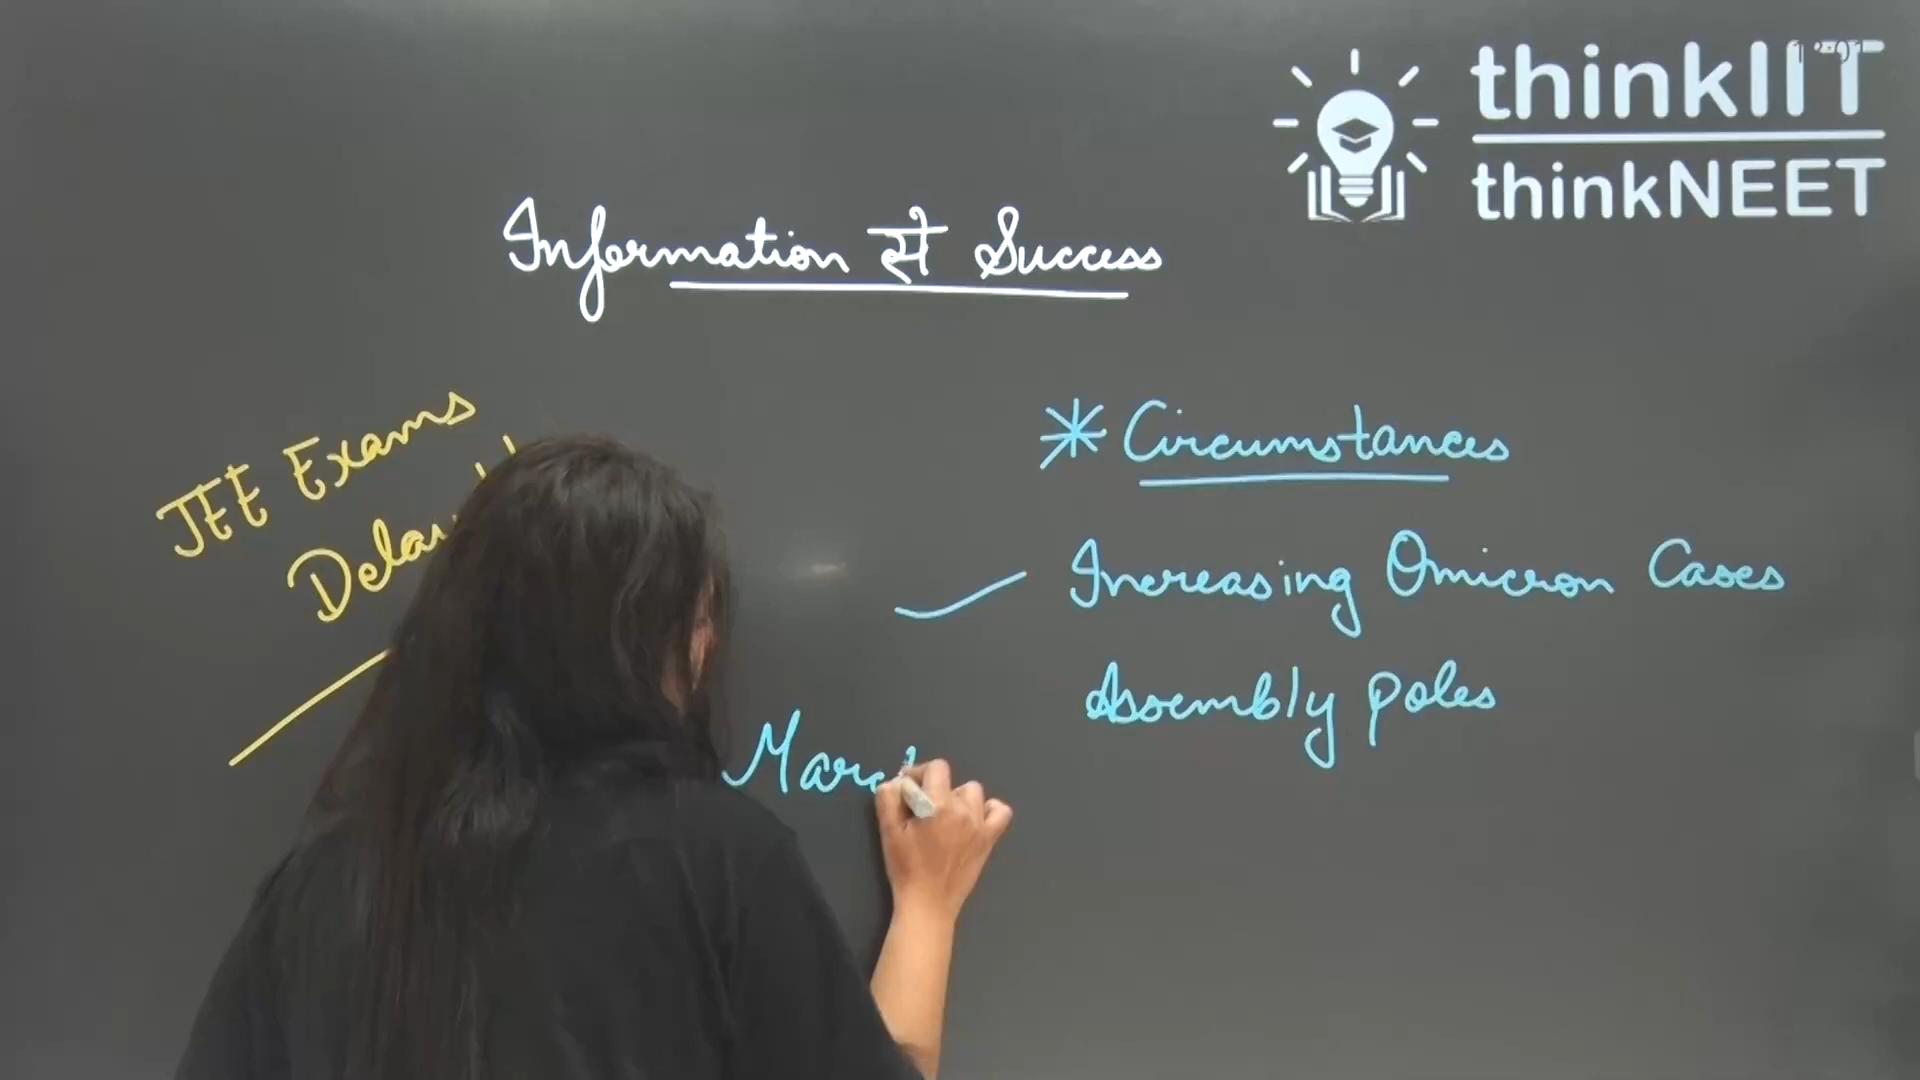 thinkIIT
thinkNEET
Information से Success
JEE Exams
* Circumstances
Increasing Omicron Cases
Assembly poles